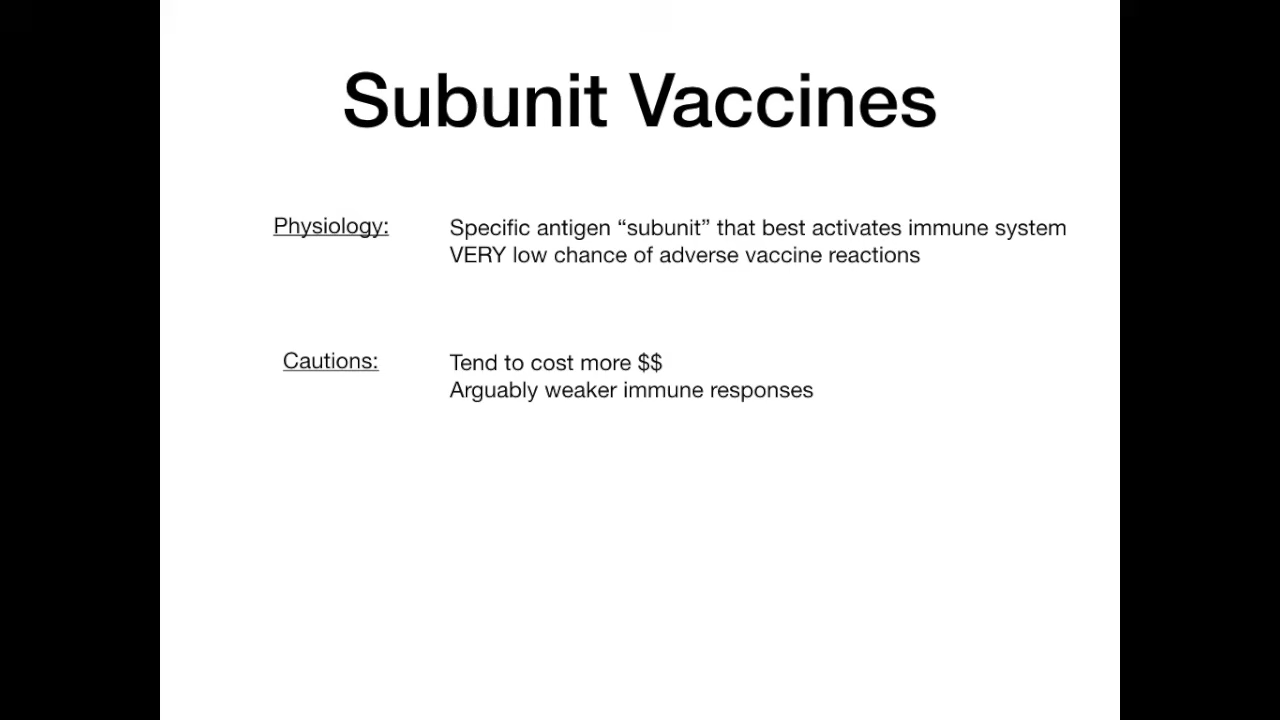 Subunit Vaccines
Physiology: Specific antigen “subunit” that best activates immune system
VERY low chance of adverse vaccine reactions
Cautions: Tend to cost more $$
Arguably weaker immune responses